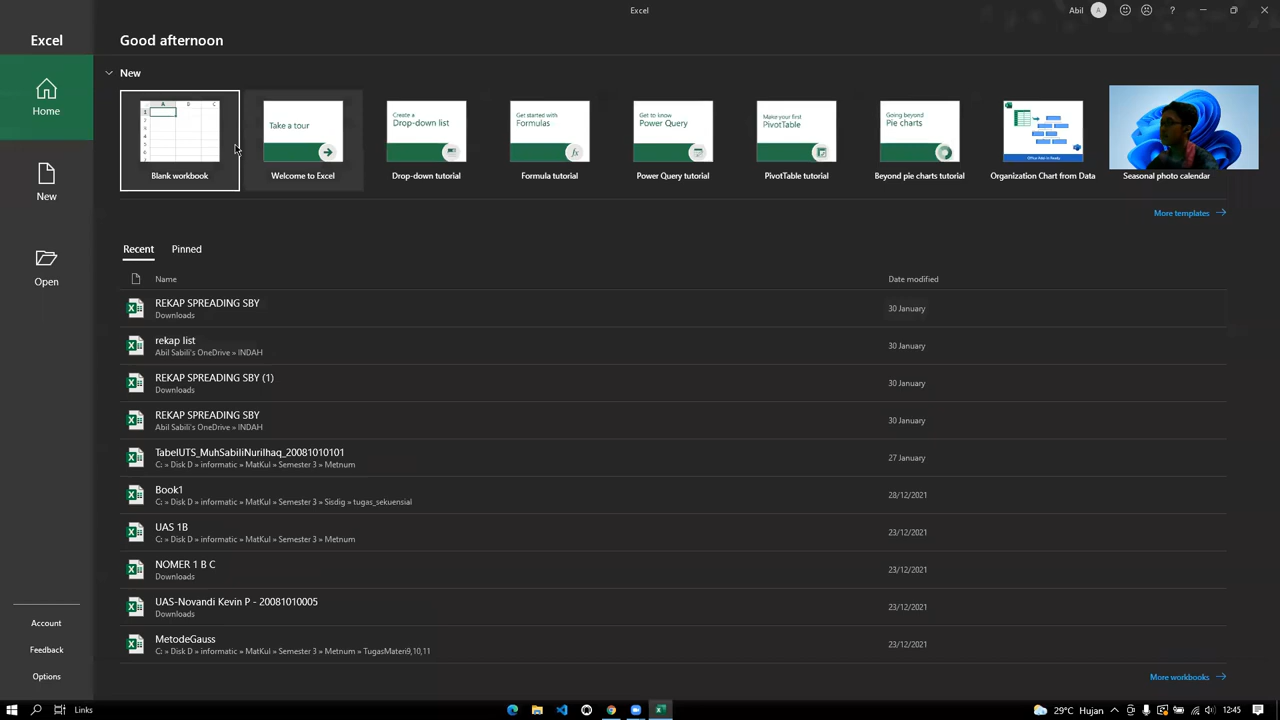 Excel
Abil
A
?
Excel
Good afternoon
New
Home
New
Open
Blank workbook
Take a tour
Welcome to Excel
Create a
Drop-down list
Drop-down tutorial
Get started with
Formulas
fx
Formula tutorial
Get to know
Power Query
Power Query tutorial
Make your first
PivotTable
PivotTable tutorial
Going beyond
Pie charts
Beyond pie charts tutorial
Organization Chart from Data
Seasonal photo calendar
More templates
Recent
Pinned
Name
Date modified
REKAP SPREADING SBY
Downloads
30 January
rekap list
Abil Sabili's OneDrive » INDAH
30 January
REKAP SPREADING SBY (1)
Downloads
30 January
REKAP SPREADING SBY
Abil Sabili's OneDrive » INDAH
30 January
TabelUTS_MuhSabiliNurilhaq_20081010101
C: » Disk D » informatic » MatKul » Semester 3 » Metnum
27 January
Book1
C: » Disk D » informatic » MatKul » Semester 3 » Sisdig » tugas_sekuensial
28/12/2021
UAS 1B
C: » Disk D » informatic » MatKul » Semester 3 » Metnum
23/12/2021
NOMER 1 B C
Downloads
23/12/2021
UAS-Novandi Kevin P - 20081010005
Downloads
23/12/2021
MetodeGauss
C: » Disk D » informatic » MatKul » Semester 3 » Metnum » TugasMateri9,10,11
23/12/2021
More workbooks
Account
Feedback
Options
Links
29°C Hujan
12:45